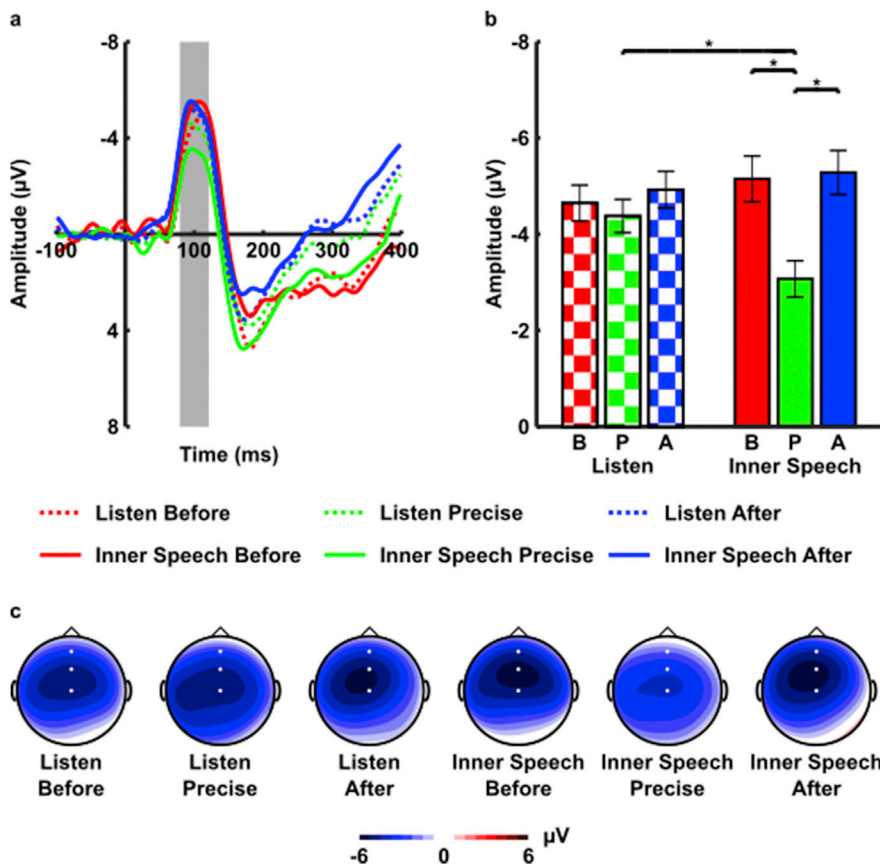 a
-8
-4
4
8
Amplitude (µV)
-100
100
200
300
400
Time (ms)
b
-8
-6
-4
-2
0
Amplitude (µV)
*
*
*
B P A B P A
Listen Inner Speech
Listen Before Listen Precise Listen After
Inner Speech Before Inner Speech Precise Inner Speech After
c
Listen Listen Listen Inner Speech Inner Speech Inner Speech
Before Precise After Before Precise After
µV
-6 0 6